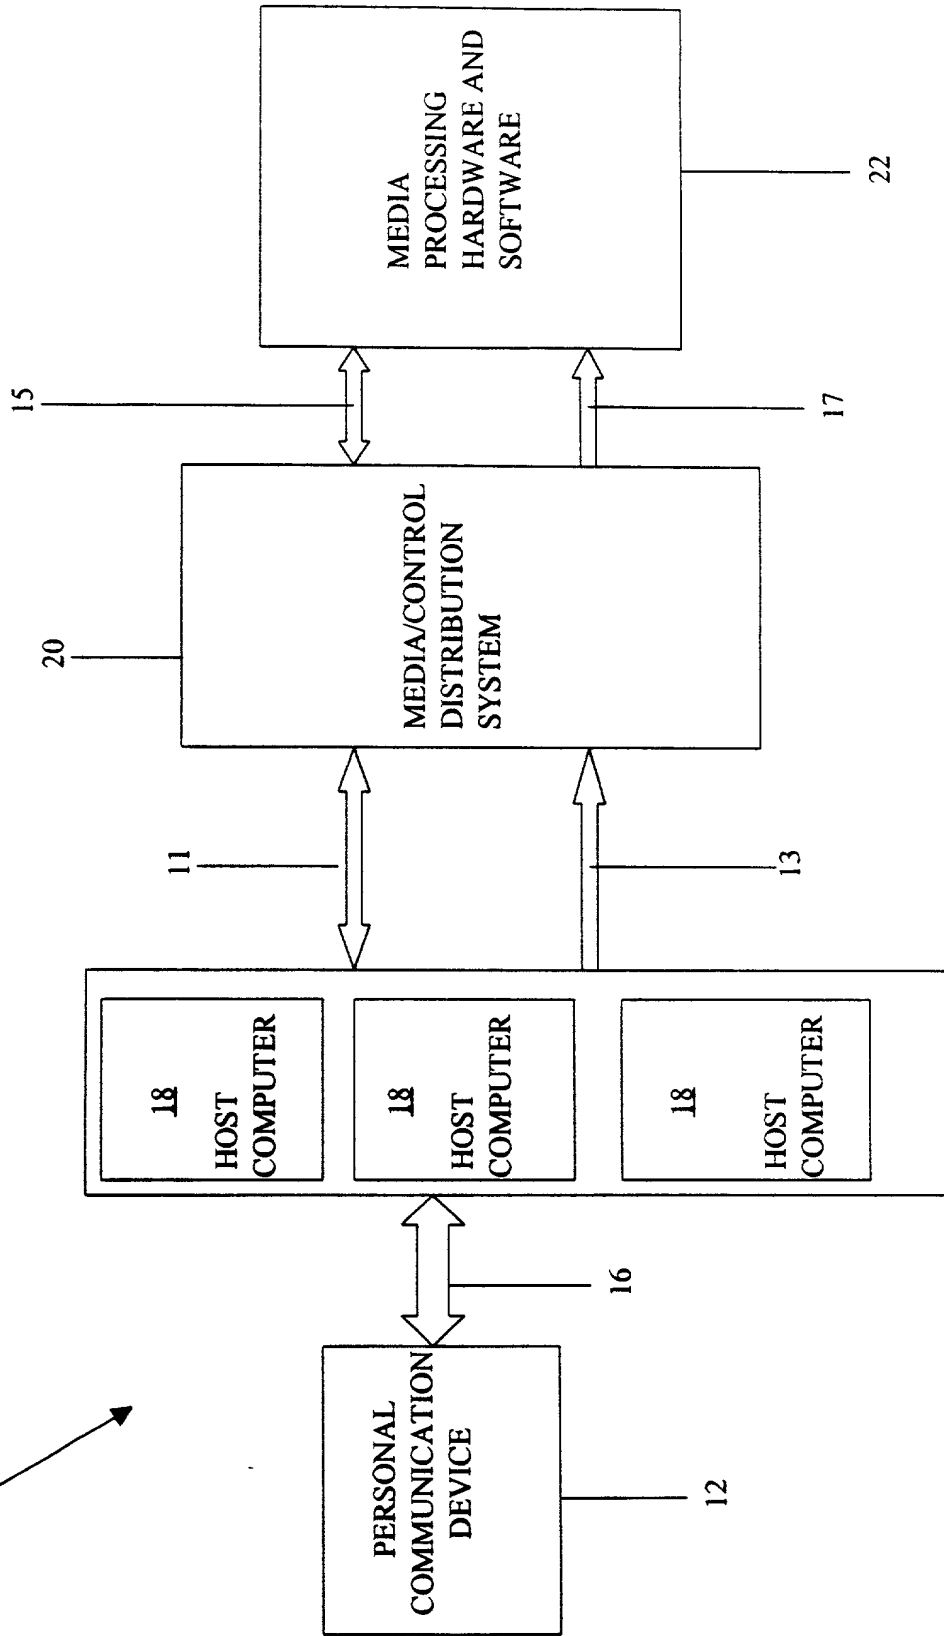 PERSONAL
COMMUNICATION
DEVICE
12
16
18
HOST
COMPUTER
18
HOST
COMPUTER
18
HOST
COMPUTER
11
13
20
MEDIA/CONTROL
DISTRIBUTION
SYSTEM
15
17
MEDIA
PROCESSING
HARDWARE AND
SOFTWARE
22